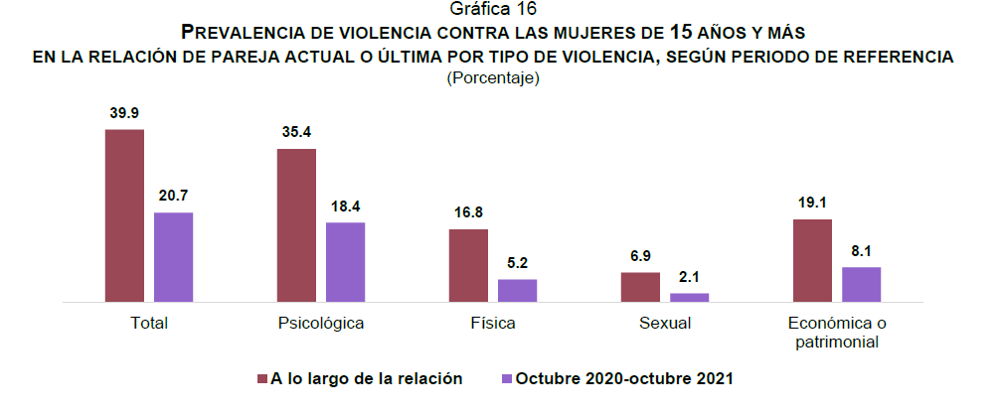 Gráfica 16
PREVALENCIA DE VIOLENCIA CONTRA LAS MUJERES DE 15 AÑOS Y MÁS
EN LA RELACIÓN DE PAREJA ACTUAL O ÚLTIMA POR TIPO DE VIOLENCIA, SEGÚN PERIODO DE REFERENCIA
(Porcentaje)
39.9
20.7
35.4
18.4
16.8
5.2
6.9
2.1
19.1
8.1
Total
Psicológica
Física
Sexual
Económica o
patrimonial
A lo largo de la relación
Octubre 2020-octubre 2021